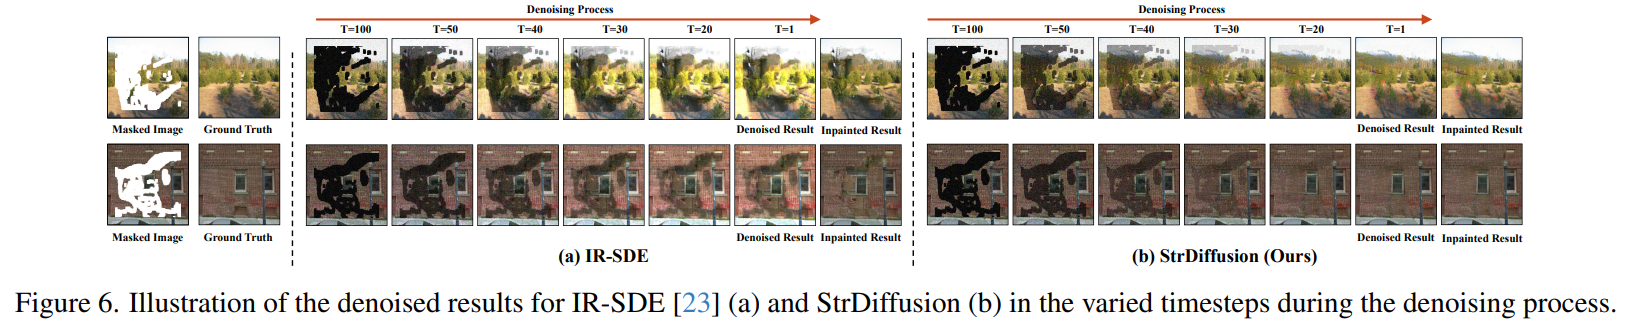 Denoising Process
T=100 T=50 T=40 T=30 T=20 T=1
Denoising Process
T=100 T=50 T=40 T=30 T=20 T=1
Masked Image Ground Truth
Denoised Result Inpainted Result
Denoised Result Inpainted Result
Masked Image Ground Truth
Denoised Result Inpainted Result
Denoised Result Inpainted Result
(a) IR-SDE
(b) StrDiffusion (Ours)
Figure 6. Illustration of the denoised results for IR-SDE [23] (a) and StrDiffusion (b) in the varied timesteps during the denoising process.